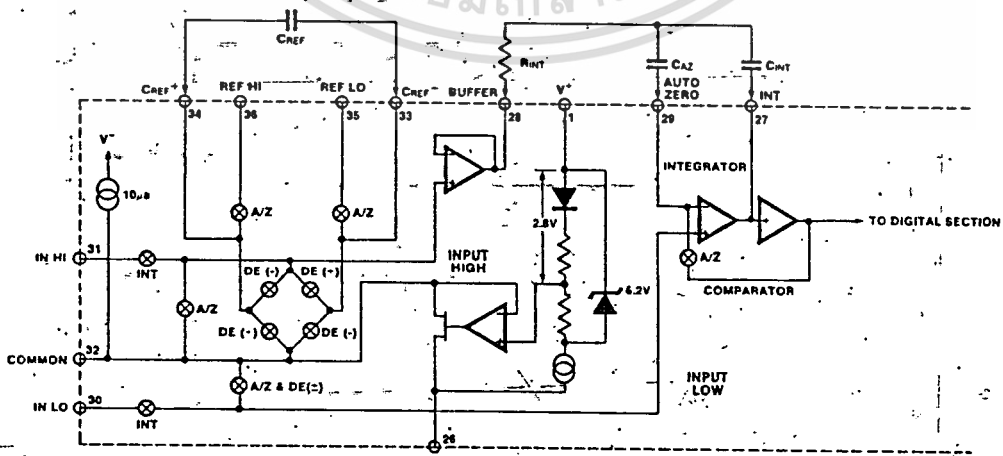 CREF
RINT
CAZ
CINT
CREF+
REF HI
REF LO
CREF-
BUFFER
V+
AUTO
ZERO
INT
34
36
35
33
28
1
29
27
V-
10μa
A/Z
A/Z
INTEGRATOR
2.8V
TO DIGITAL SECTION
IN HI
31
INT
DE (-)
DE (+)
INPUT
HIGH
A/Z
6.2V
A/Z
COMPARATOR
DE (+)
DE (-)
COMMON
32
A/Z & DE(±)
INPUT
LOW
IN LO
30
INT
26